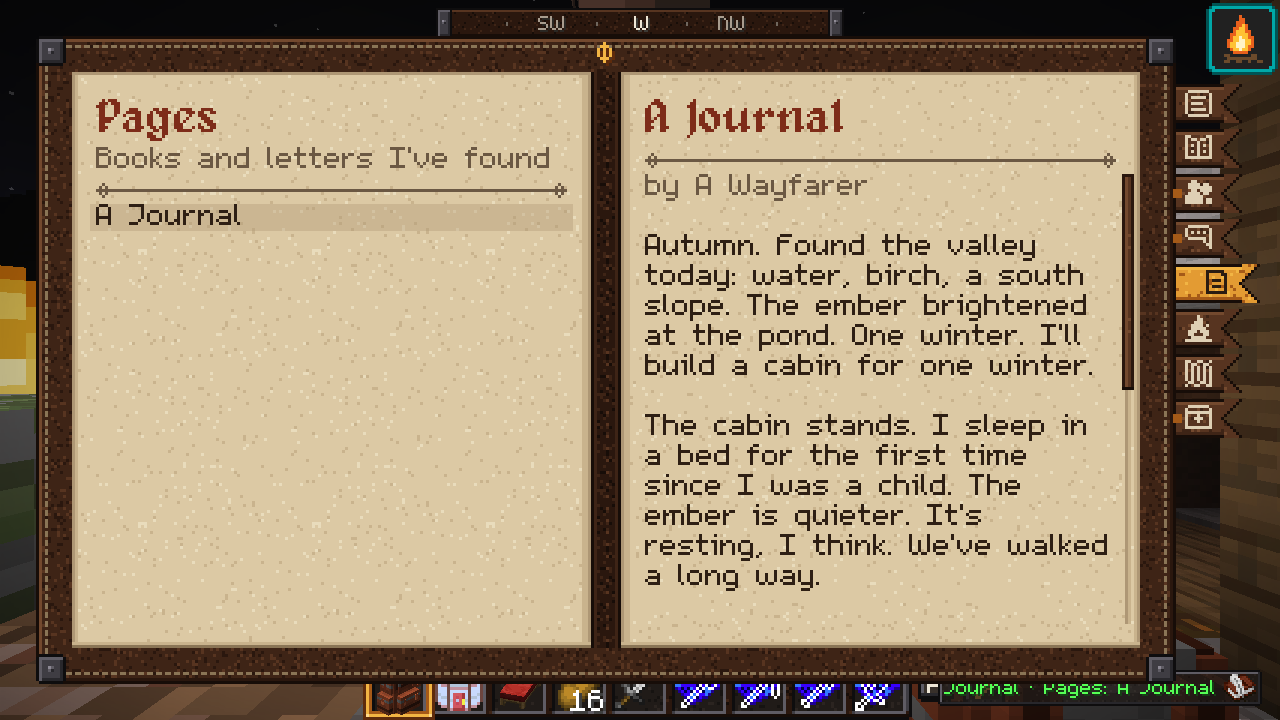 SW · W · NW
Pages
Books and letters I've found
A Journal
A Journal
by A Wayfarer
Autumn. Found the valley
today: water, birch, a south
slope. The ember brightened
at the pond. One winter. I'll
build a cabin for one winter.
The cabin stands. I sleep in
a bed for the first time
since I was a child. The
ember is quieter. It's
resting, I think. We've walked
a long way.
16
Journal · Pages: A Journal